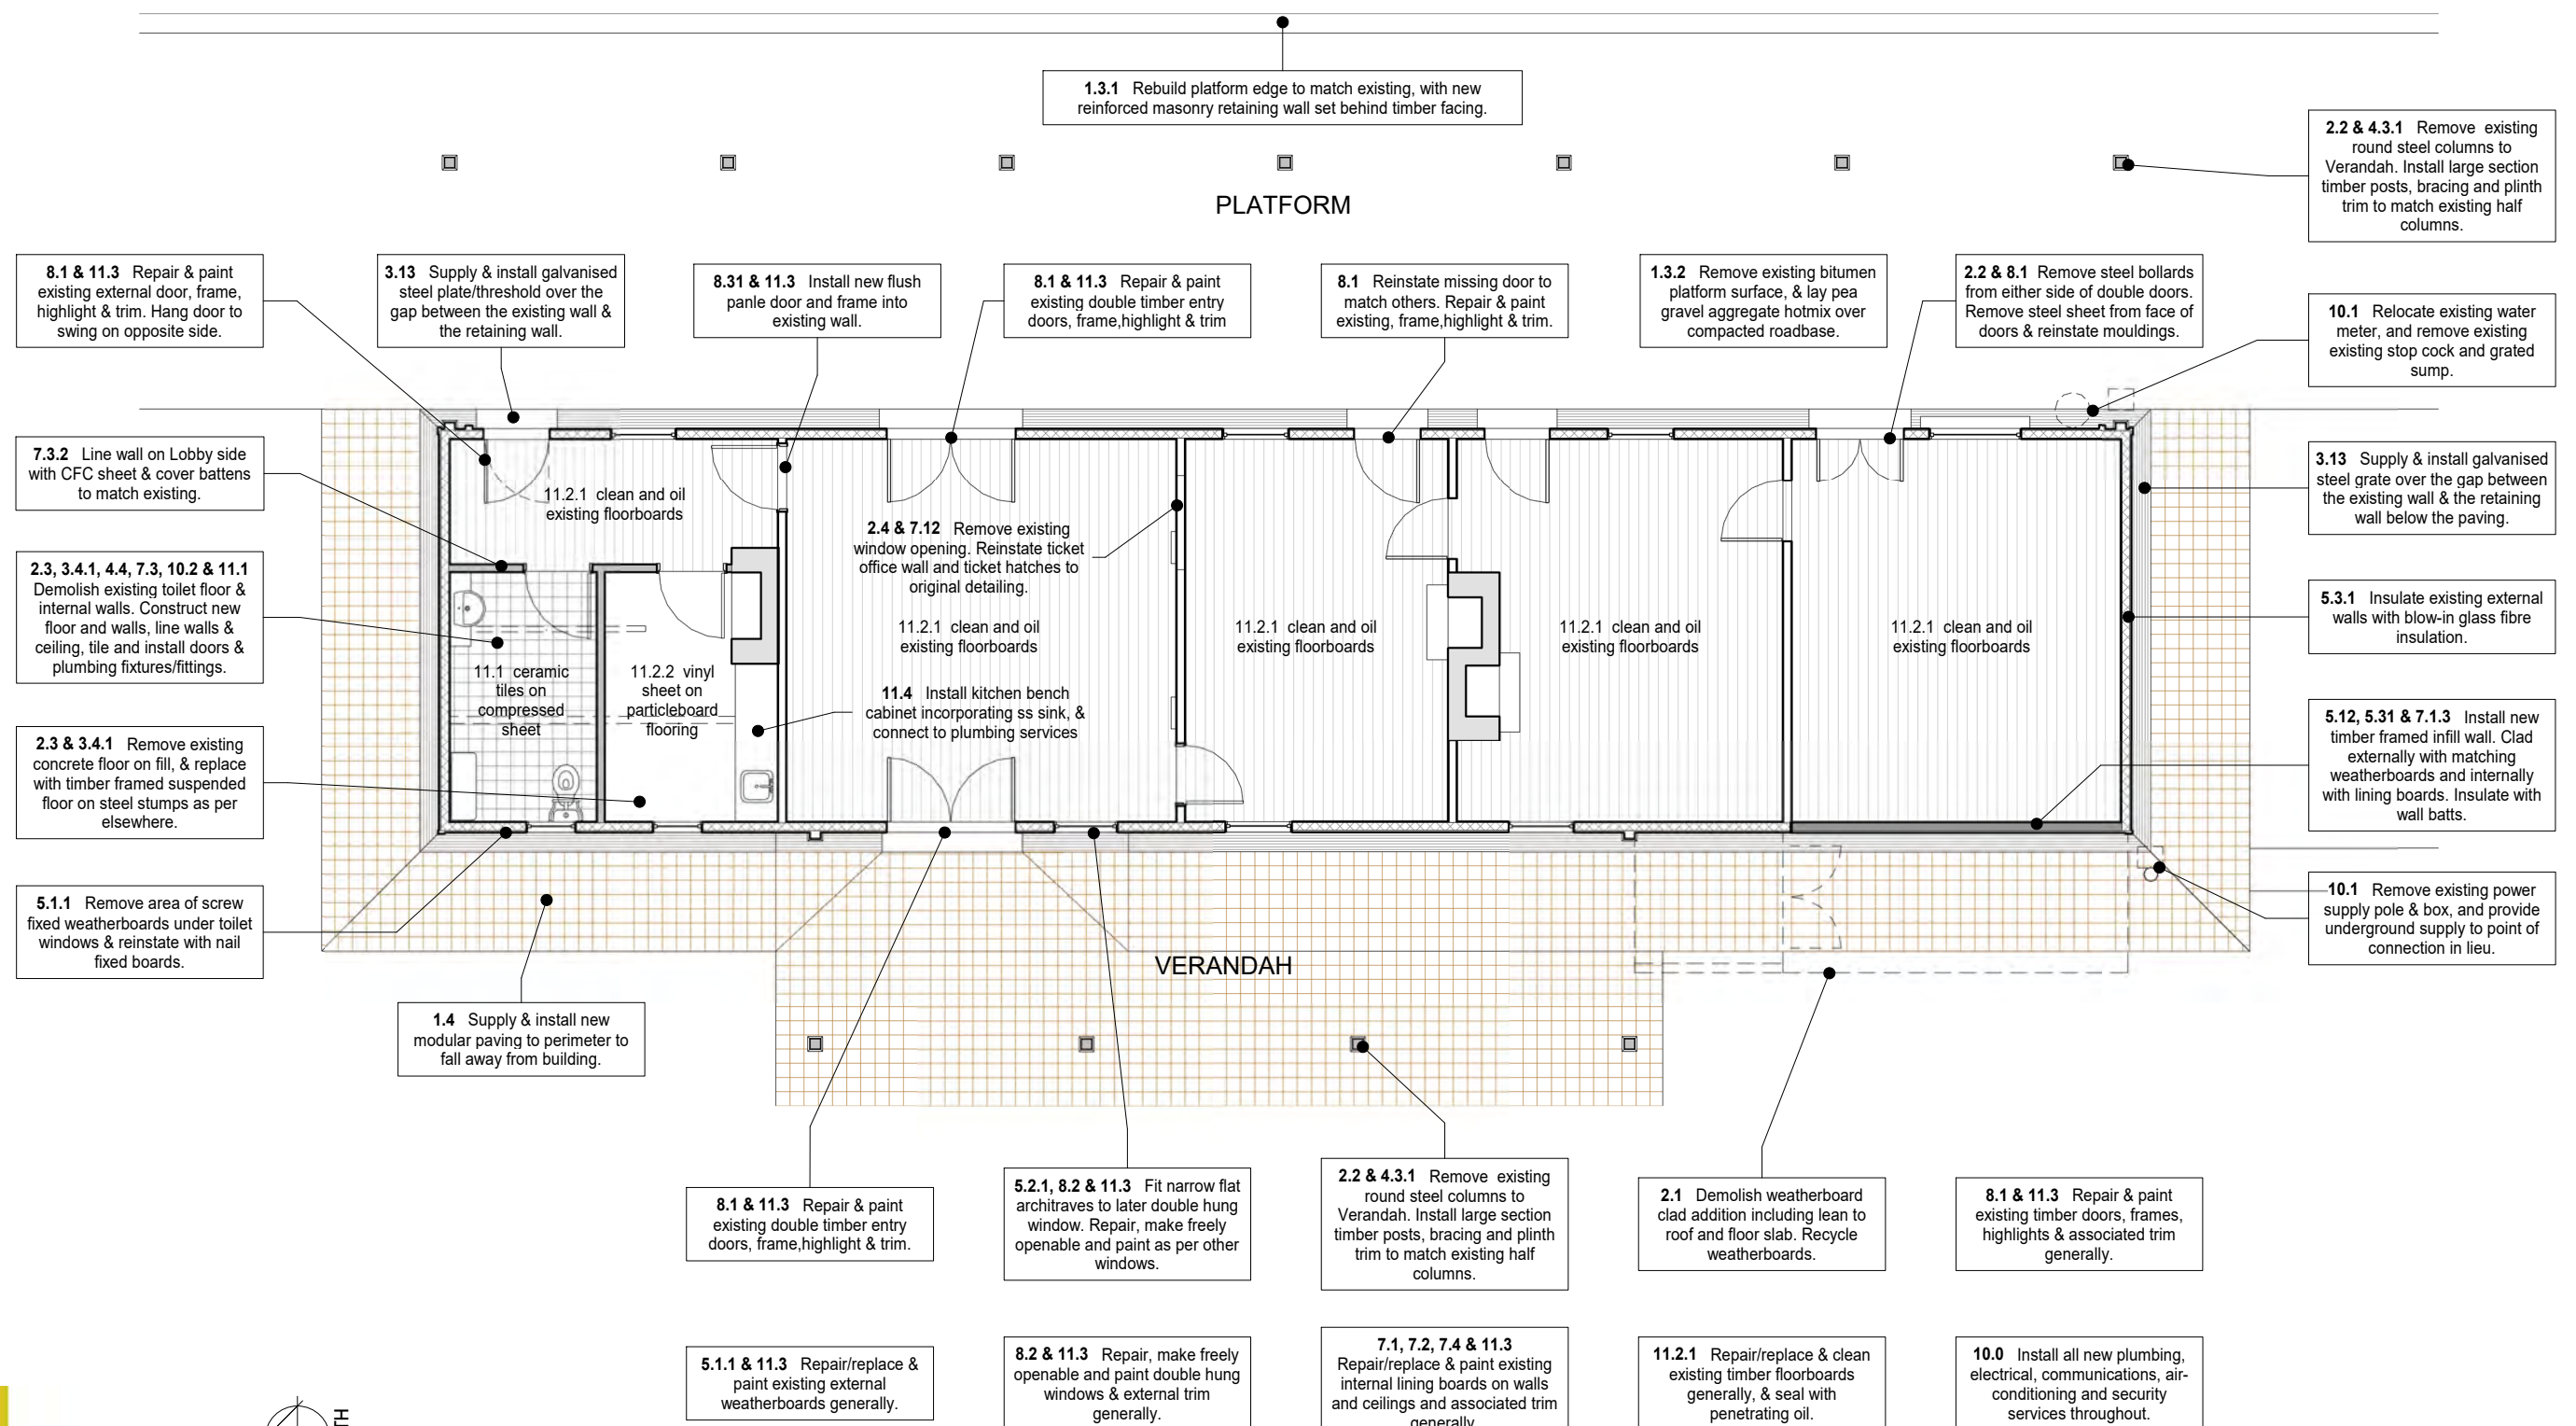 1.3.1 Rebuild platform edge to match existing, with new
reinforced masonry retaining wall set behind timber facing.
2.2 & 4.3.1 Remove existing
round steel columns to
Verandah. Install large section
timber posts, bracing and plinth
trim to match existing half
columns.
PLATFORM
8.1 & 11.3 Repair & paint
existing external door, frame,
highlight & trim. Hang door to
swing on opposite side.
3.13 Supply & install galvanised
steel plate/threshold over the
gap between the existing wall &
the retaining wall.
8.31 & 11.3 Install new flush
panle door and frame into
existing wall.
8.1 & 11.3 Repair & paint
existing double timber entry
doors, frame,highlight & trim
8.1 Reinstate missing door to
match others. Repair & paint
existing, frame,highlight & trim.
1.3.2 Remove existing bitumen
platform surface, & lay pea
gravel aggregate hotmix over
compacted roadbase.
2.2 & 8.1 Remove steel bollards
from either side of double doors.
Remove steel sheet from face of
doors & reinstate mouldings.
10.1 Relocate existing water
meter, and remove existing
existing stop cock and grated
sump.
7.3.2 Line wall on Lobby side
with CFC sheet & cover battens
to match existing.
3.13 Supply & install galvanised
steel grate over the gap between
the existing wall & the retaining
wall below the paving.
11.2.1 clean and oil
existing floorboards
2.4 & 7.12 Remove existing
window opening. Reinstate ticket
office wall and ticket hatches to
original detailing.
2.3, 3.4.1, 4.4, 7.3, 10.2 & 11.1
Demolish existing toilet floor &
internal walls. Construct new
floor and walls, line walls &
ceiling, tile and install doors &
plumbing fixtures/fittings.
5.3.1 Insulate existing external
walls with blow-in glass fibre
insulation.
11.2.1 clean and oil
existing floorboards
11.2.1 clean and oil
existing floorboards
11.2.1 clean and oil
existing floorboards
11.2.1 clean and oil
existing floorboards
11.1 ceramic
tiles on
compressed
sheet
11.2.2 vinyl
sheet on
particleboard
flooring
11.4 Install kitchen bench
cabinet incorporating ss sink, &
connect to plumbing services
5.12, 5.31 & 7.1.3 Install new
timber framed infill wall. Clad
externally with matching
weatherboards and internally
with lining boards. Insulate with
wall batts.
2.3 & 3.4.1 Remove existing
concrete floor on fill, & replace
with timber framed suspended
floor on steel stumps as per
elsewhere.
5.1.1 Remove area of screw
fixed weatherboards under toilet
windows & reinstate with nail
fixed boards.
10.1 Remove existing power
supply pole & box, and provide
underground supply to point of
connection in lieu.
VERANDAH
1.4 Supply & install new
modular paving to perimeter to
fall away from building.
8.1 & 11.3 Repair & paint
existing double timber entry
doors, frame,highlight & trim.
5.2.1, 8.2 & 11.3 Fit narrow flat
architraves to later double hung
window. Repair, make freely
openable and paint as per other
windows.
2.2 & 4.3.1 Remove existing
round steel columns to
Verandah. Install large section
timber posts, bracing and plinth
trim to match existing half
columns.
2.1 Demolish weatherboard
clad addition including lean to
roof and floor slab. Recycle
weatherboards.
8.1 & 11.3 Repair & paint
existing timber doors, frames,
highlights & associated trim
generally.
5.1.1 & 11.3 Repair/replace &
paint existing external
weatherboards generally.
8.2 & 11.3 Repair, make freely
openable and paint double hung
windows & external trim
generally.
7.1, 7.2, 7.4 & 11.3
Repair/replace & paint existing
internal lining boards on walls
and ceilings and associated trim
generally
11.2.1 Repair/replace & clean
existing timber floorboards
generally, & seal with
penetrating oil.
10.0 Install all new plumbing,
electrical, communications, air-
conditioning and security
services throughout.